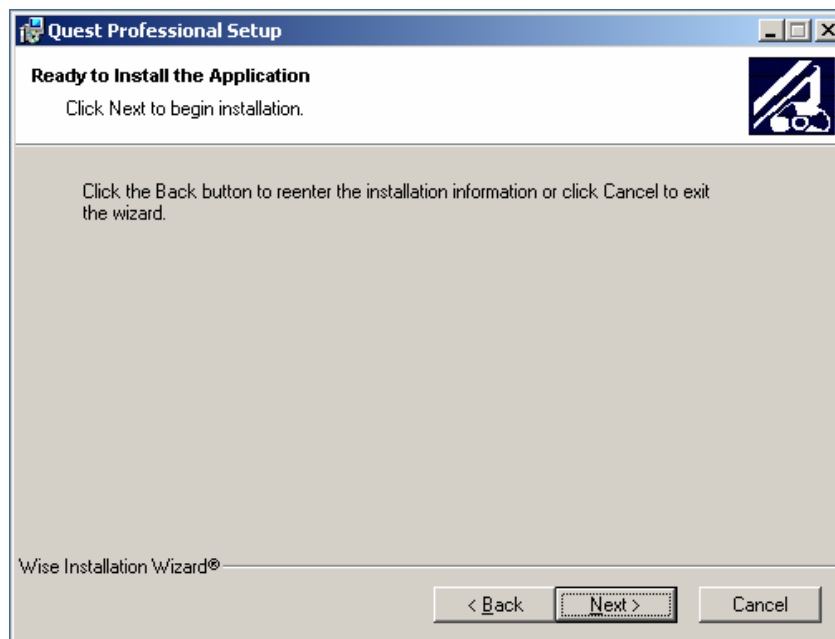 Quest Professional Setup
Ready to Install the Application
Click Next to begin installation.
Click the Back button to reenter the installation information or click Cancel to exit
the wizard.
Wise Installation Wizard®
< Back Next > Cancel